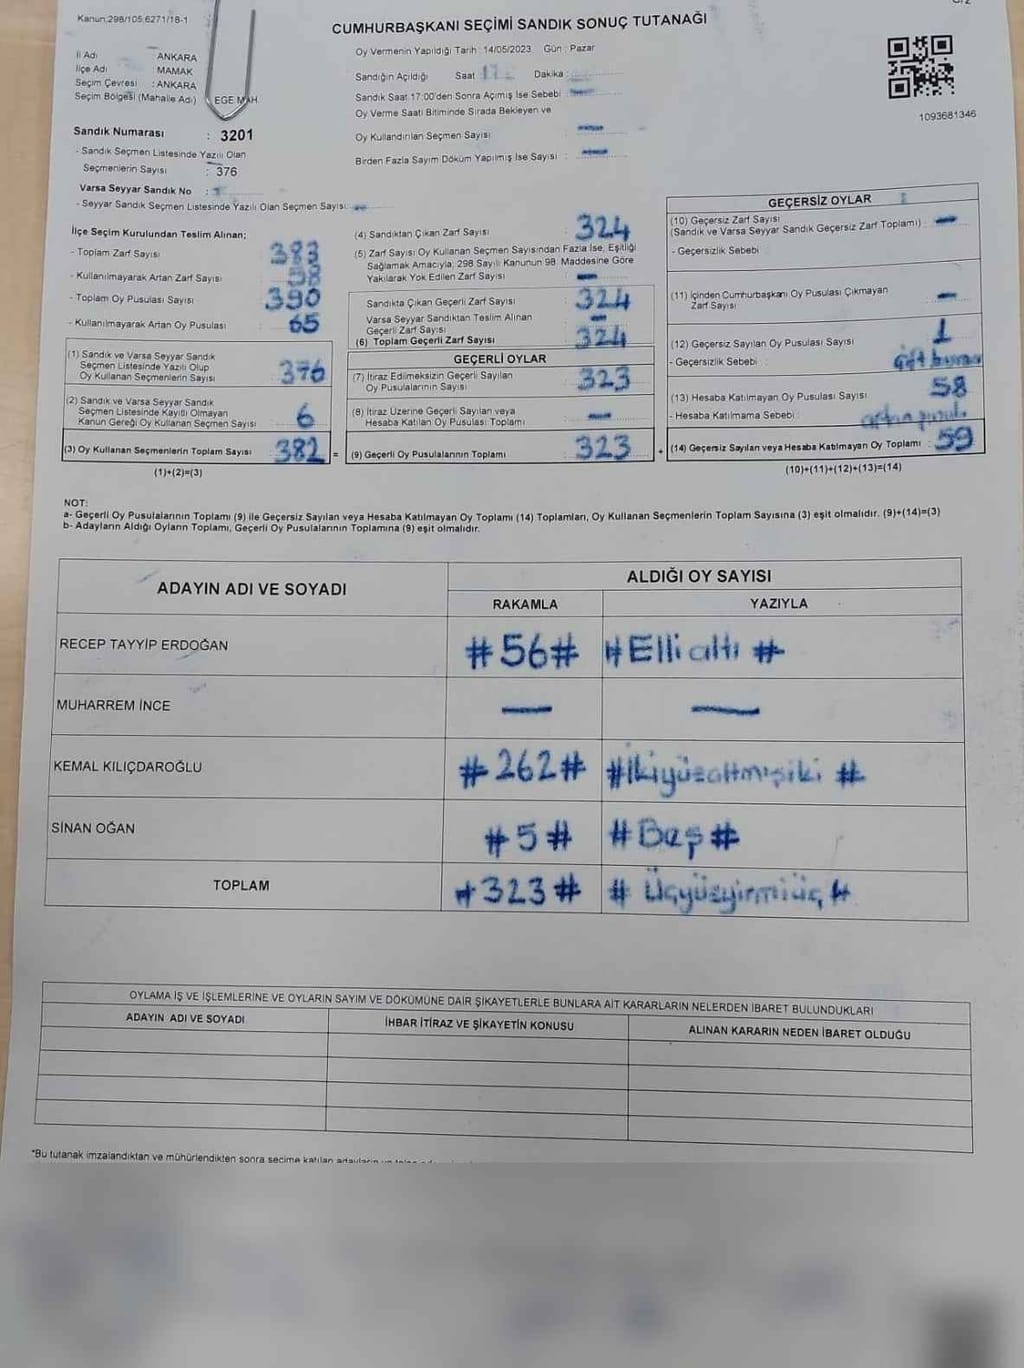 Kanun,298/105,6271/18-1
CUMHURBAŞKANI SEÇİMİ SANDIK SONUÇ TUTANAĞI
Oy Vermenin Yapıldığı Tarih : 14/05/2023 Gün : Pazar
İl Adı : ANKARA
İlçe Adı : MAMAK
Seçim Çevresi : ANKARA
Seçim Bölgesi (Mahalle Adı) EGE MAH.
Sandığın Açıldığı Saat Dakika :
Sandık Saat 17:00'den Sonra Açımış İse Sebebi :
Oy Verme Saati Bitiminde Sırada Bekleyen ve
Oy Kullandırılan Seçmen Sayısı :
Birden Fazla Sayım Döküm Yapılmış İse Sayısı :
1093681346
Sandık Numarası : 3201
- Sandık Seçmen Listesinde Yazılı Olan
Seçmenlerin Sayısı : 376
Varsa Seyyar Sandık No :
- Seyyar Sandık Seçmen Listesinde Yazılı Olan Seçmen Sayısı:
İlçe Seçim Kurulundan Teslim Alınan;
- Toplam Zarf Sayısı : 383
- Kullanılmayarak Artan Zarf Sayısı : 58
- Toplam Oy Pusulası Sayısı : 390
- Kullanılmayarak Artan Oy Pusulası : 65
(1) Sandık ve Varsa Seyyar Sandık
Seçmen Listesinde Yazılı Olup
Oy Kullanan Seçmenlerin Sayısı : 376
(2) Sandık ve Varsa Seyyar Sandık
Seçmen Listesinde Kayıtlı Olmayan
Kanun Gereği Oy Kullanan Seçmen Sayısı : 6
(3) Oy Kullanan Seçmenlerin Toplam Sayısı : 382 =
(1)+(2)=(3)
(4) Sandıktan Çıkan Zarf Sayısı : 324
(5) Zarf Sayısı Oy Kullanan Seçmen Sayısından Fazla İse, Eşitliği
Sağlamak Amacıyla, 298 Sayılı Kanunun 98. Maddesine Göre
Yakılarak Yok Edilen Zarf Sayısı : —
Sandıkta Çıkan Geçerli Zarf Sayısı : 324
Varsa Seyyar Sandıktan Teslim Alınan
Geçerli Zarf Sayısı : —
(6) Toplam Geçerli Zarf Sayısı : 324
GEÇERLİ OYLAR
(7) İtiraz Edimeksizin Geçerli Sayılan
Oy Pusulalarının Sayısı : 323
(8) İtiraz Üzerine Geçerli Sayılan veya
Hesaba Katılan Oy Pusulası Toplamı : —
(9) Geçerli Oy Pusulalarının Toplamı : 323 +
GEÇERSİZ OYLAR
(10) Geçersiz Zarf Sayısı
(Sandık ve Varsa Seyyar Sandık Geçersiz Zarf Toplamı) : —
- Geçersizlik Sebebi :
(11) İçinden Cumhurbaşkanı Oy Pusulası Çıkmayan
Zarf Sayısı : —
(12) Geçersiz Sayılan Oy Pusulası Sayısı : 1
- Geçersizlik Sebebi :
(13) Hesaba Katılmayan Oy Pusulası Sayısı : 58
- Hesaba Katılmama Sebebi :
(14) Geçersiz Sayılan veya Hesaba Katılmayan Oy Toplamı : 59
(10)+(11)+(12)+(13)=(14)
NOT:
a- Geçerli Oy Pusulalarının Toplamı (9) ile Geçersiz Sayılan veya Hesaba Katılmayan Oy Toplamı (14) Toplamları, Oy Kullanan Seçmenlerin Toplam Sayısına (3) eşit olmalıdır. (9)+(14)=(3)
b- Adayların Aldığı Oyların Toplamı, Geçerli Oy Pusulalarının Toplamına (9) eşit olmalıdır.
ADAYIN ADI VE SOYADI ALDIĞI OY SAYISI
RAKAMLA YAZIYLA
RECEP TAYYİP ERDOĞAN #56# #Elli altı #
MUHARREM İNCE — —
KEMAL KILIÇDAROĞLU #262# #İkiyüzaltmışiki #
SİNAN OĞAN #5# #Beş#
TOPLAM #323# # Üçyüzyirmiüç #
OYLAMA İŞ VE İŞLEMLERİNE VE OYLARIN SAYIM VE DÖKÜMÜNE DAİR ŞİKAYETLERLE BUNLARA AİT KARARLARIN NELERDEN İBARET BULUNDUKLARI
ADAYIN ADI VE SOYADI İHBAR İTİRAZ VE ŞİKAYETİN KONUSU ALINAN KARARIN NEDEN İBARET OLDUĞU
*Bu tutanak imzalandıktan ve mühürlendikten sonra seçime katılan adayların